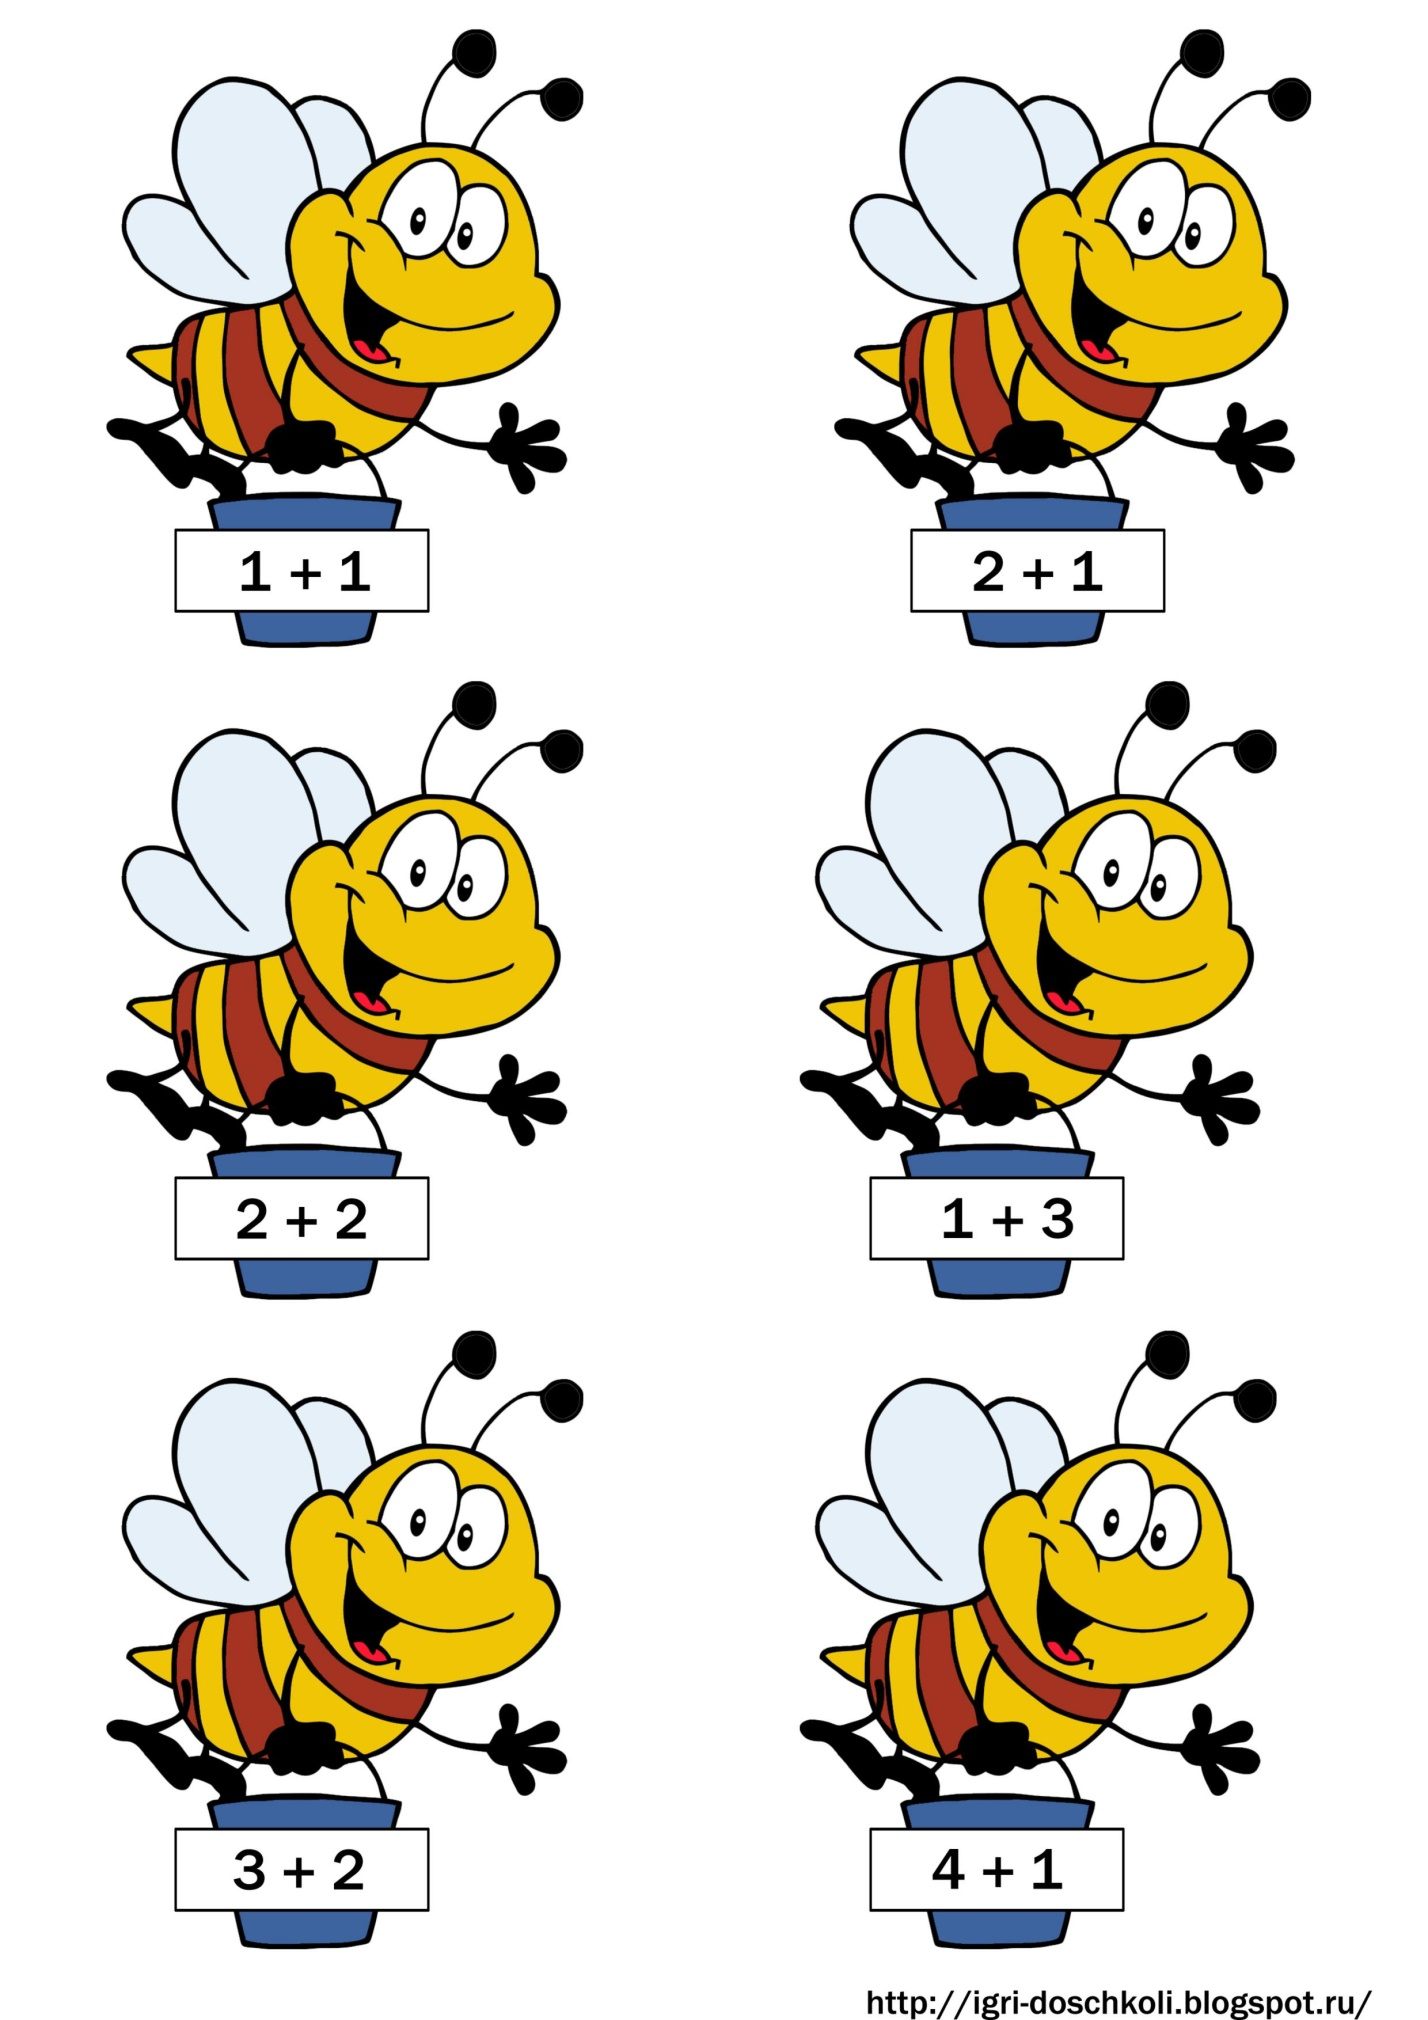 1 + 1
2 + 1
2 + 2
1 + 3
3 + 2
4 + 1
http://igri-doschkoli.blogspot.ru/